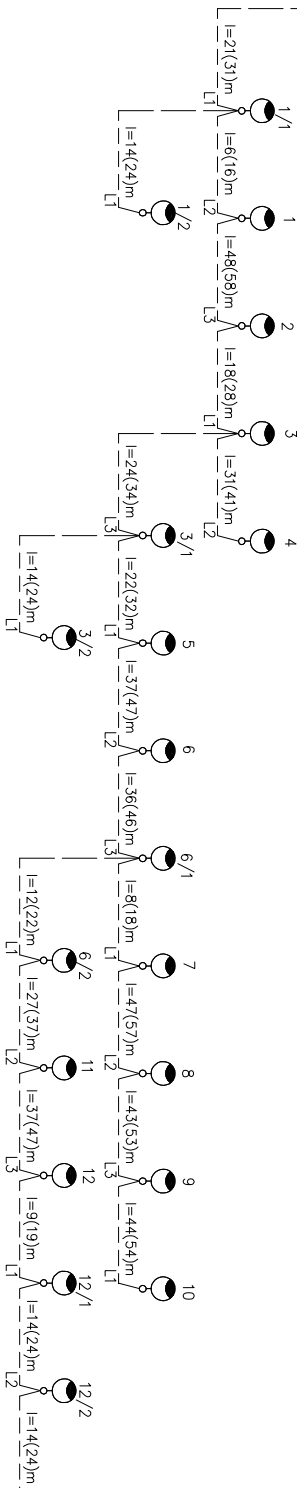 l=21(31)m
L1
1/1
l=6(16)m
L2
1
l=48(58)m
L3
2
l=18(28)m
L1
3
l=31(41)m
L2
4
l=14(24)m
L1
1/2
l=24(34)m
L3
3/1
l=22(32)m
L1
5
l=37(47)m
L2
6
l=36(46)m
L3
6/1
l=8(18)m
L1
7
l=47(57)m
L2
8
l=43(53)m
L3
9
l=44(54)m
L1
10
l=14(24)m
L1
3/2
l=12(22)m
L1
6/2
l=27(37)m
L2
11
l=37(47)m
L3
12
l=9(19)m
L1
12/1
l=14(24)m
L2
12/2
l=14(24)m